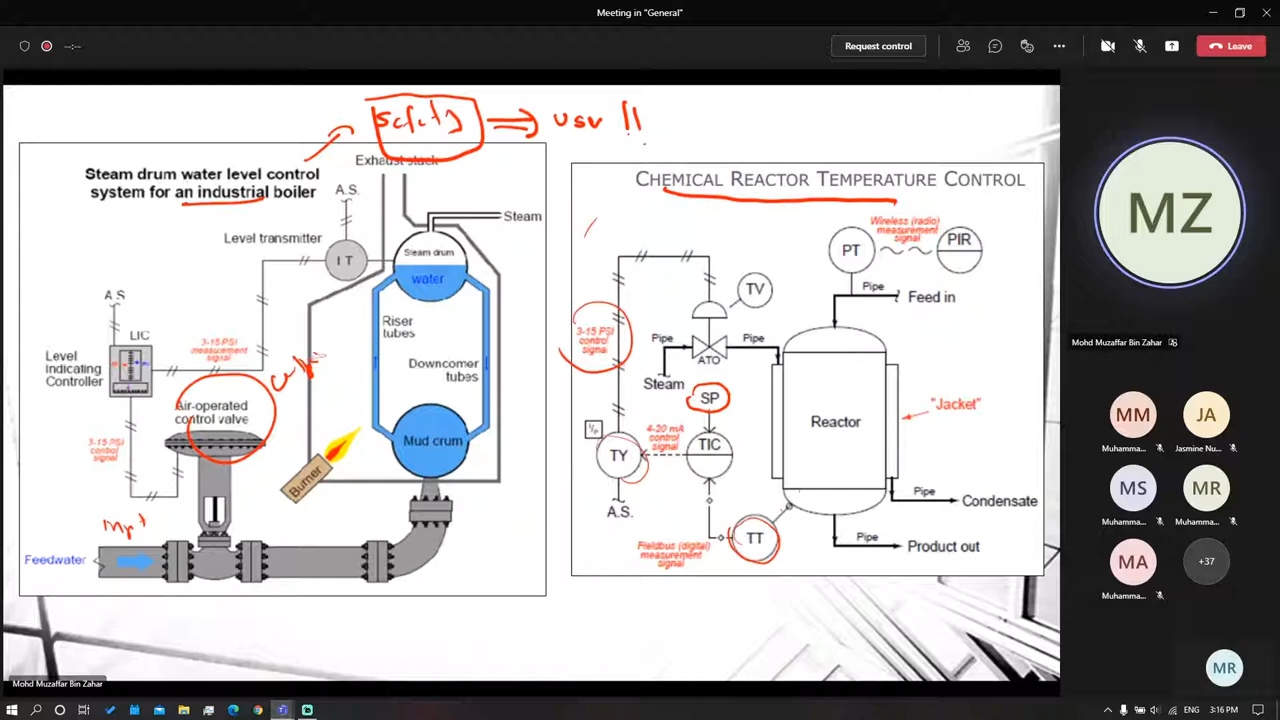 Meeting in "General"
Request control
Leave
Safety ⇒ USV !!
Exhaust stack
Steam drum water level control
system for an industrial boiler
A.S.
Steam
Level transmitter
LT
Steam drum
water
A.S.
LIC
3-15 PSI
measurement
signal
Level
Indicating
Controller
Riser
tubes
Downcomer
tubes
Air-operated
control valve
3-15 PSI
control
signal
Mud drum
Burner
Feedwater
CHEMICAL REACTOR TEMPERATURE CONTROL
Wireless (radio)
measurement
signal
PT
PIR
Pipe
Feed in
TV
3-15 PSI
control
signal
Pipe
Pipe
ATO
Steam
SP
I/P
4-20 mA
control
signal
TY
TIC
Reactor
"Jacket"
A.S.
Pipe
Condensate
Fieldbus (digital)
measurement
signal
TT
Pipe
Product out
Mohd Muzaffar Bin Zahar
MZ
Mohd Muzaffar Bin Zahar
MM
JA
Muhamma...
Jasmine Nu...
MS
MR
Muhamma...
Muhamma...
MA
+37
Muhamma...
MR
ENG
3:16 PM